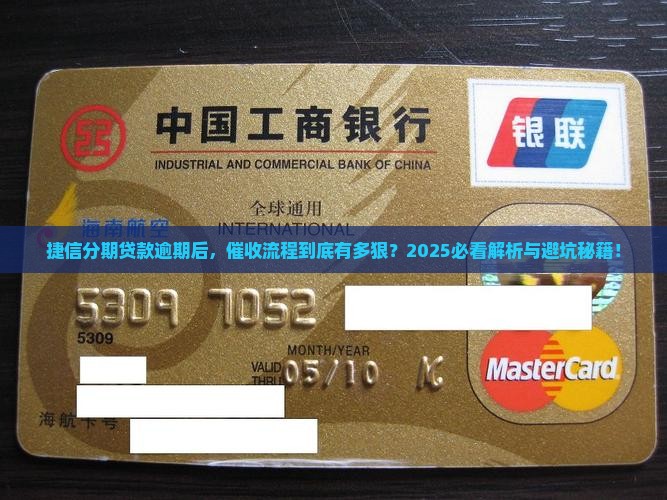 中国工商银行
INDUSTRIAL AND COMMERCIAL BANK OF CHINA
银联
全球通用
海南航空
INTERNATIONAL
捷信分期贷款逾期后，催收流程到底有多狠？2025必看解析与避坑秘籍！
5309 7052
5309
MONTH/YEAR
VALID THRU 05/10
MasterCard
海航卡号